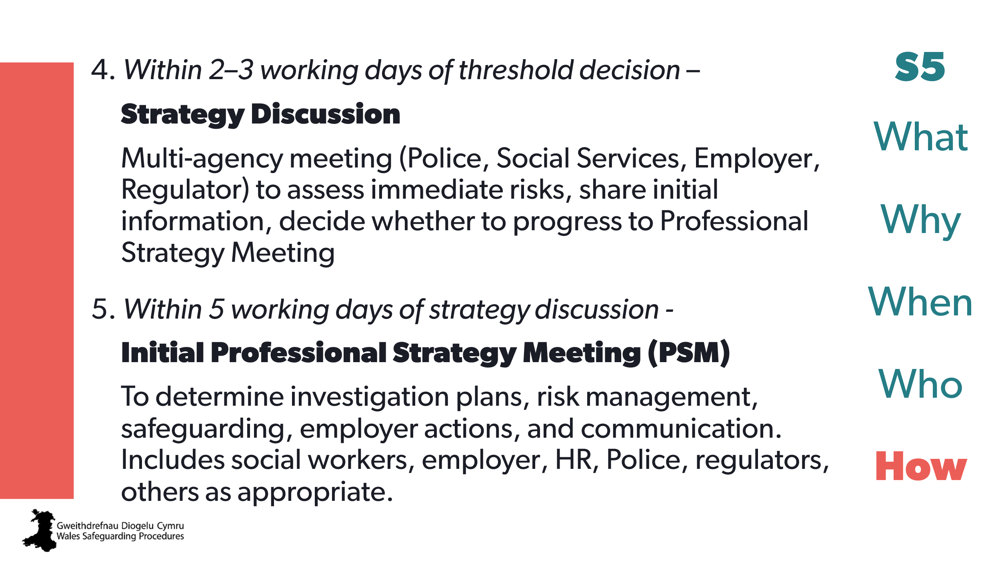 4. Within 2–3 working days of threshold decision –
Strategy Discussion
Multi-agency meeting (Police, Social Services, Employer,
Regulator) to assess immediate risks, share initial
information, decide whether to progress to Professional
Strategy Meeting
5. Within 5 working days of strategy discussion -
Initial Professional Strategy Meeting (PSM)
To determine investigation plans, risk management,
safeguarding, employer actions, and communication.
Includes social workers, employer, HR, Police, regulators,
others as appropriate.
S5
What
Why
When
Who
How
Gweithdrefnau Diogelu Cymru
Wales Safeguarding Procedures